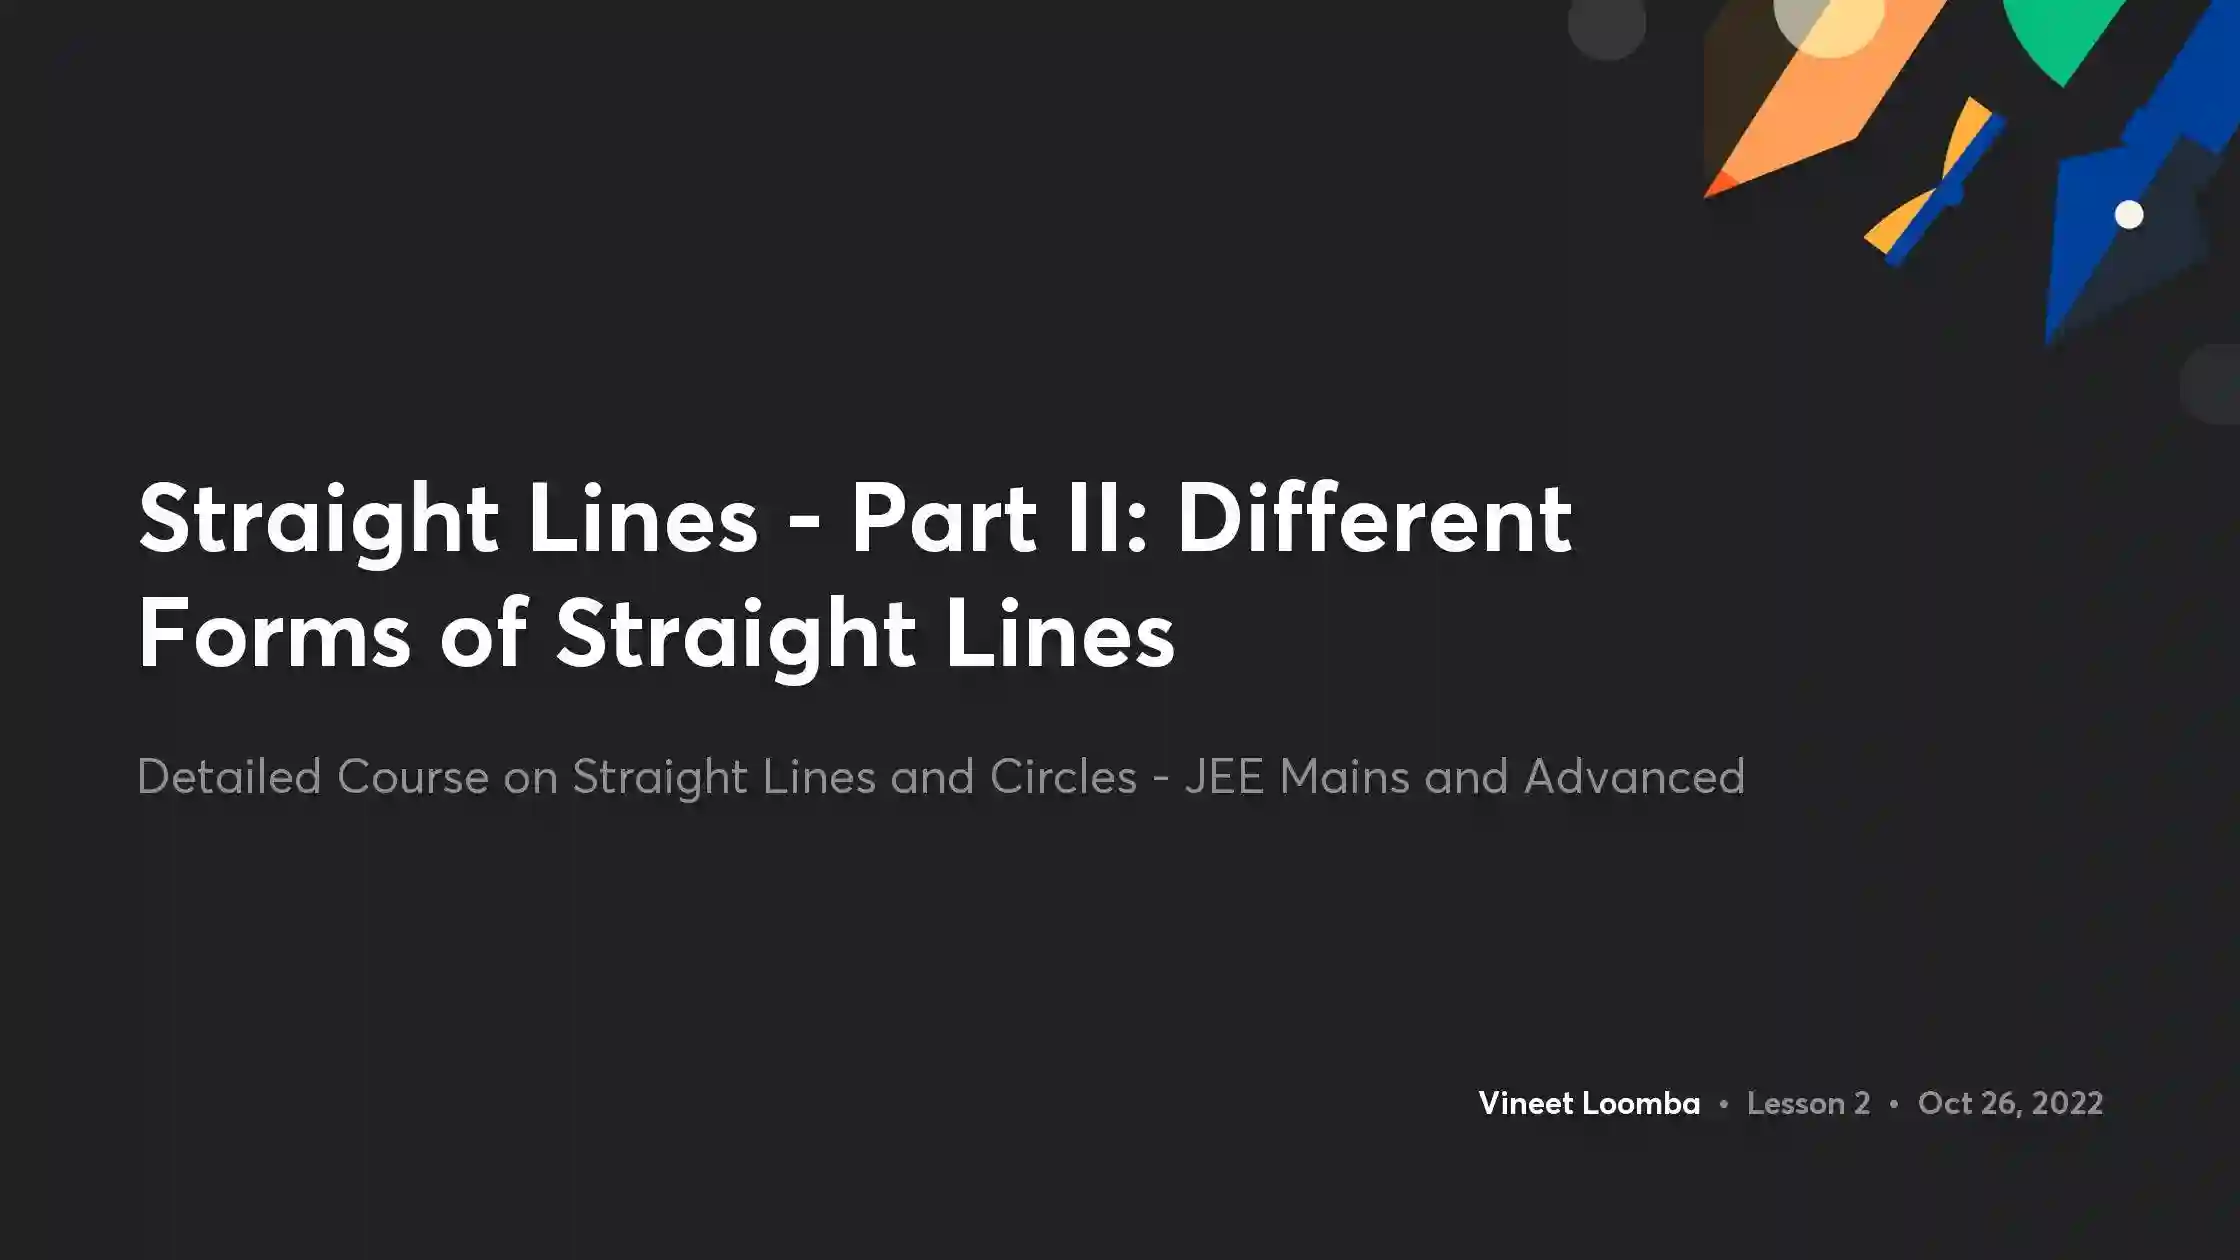 Straight Lines - Part II: Different
Forms of Straight Lines
Detailed Course on Straight Lines and Circles - JEE Mains and Advanced
Vineet Loomba • Lesson 2 • Oct 26, 2022